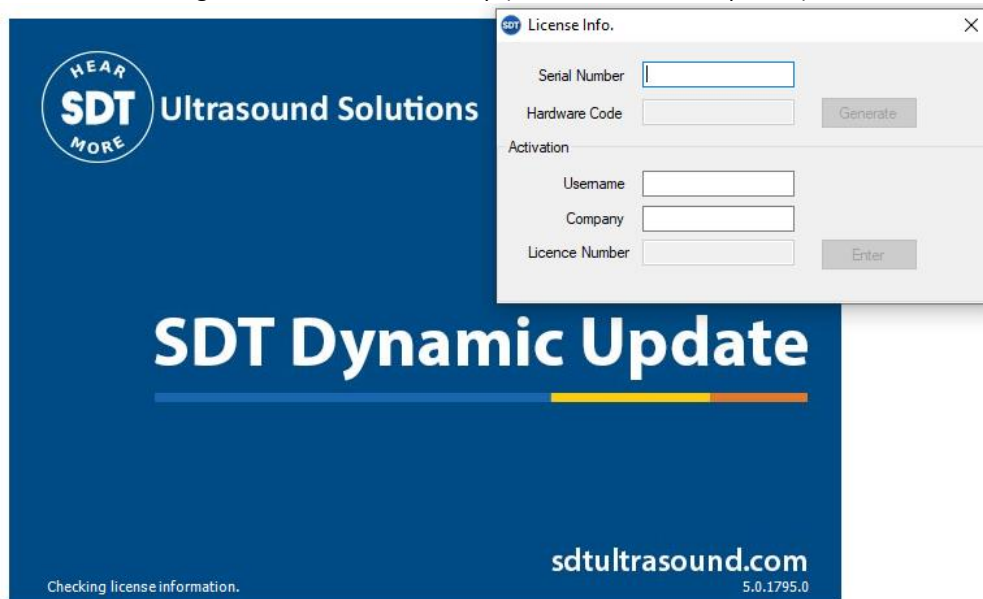 License Info.
Serial Number
Hardware Code
Generate
Activation
Username
Company
Licence Number
Enter
HEAR
SDT
MORE
Ultrasound Solutions
SDT Dynamic Update
sdtultrasound.com
5.0.1795.0
Checking license information.